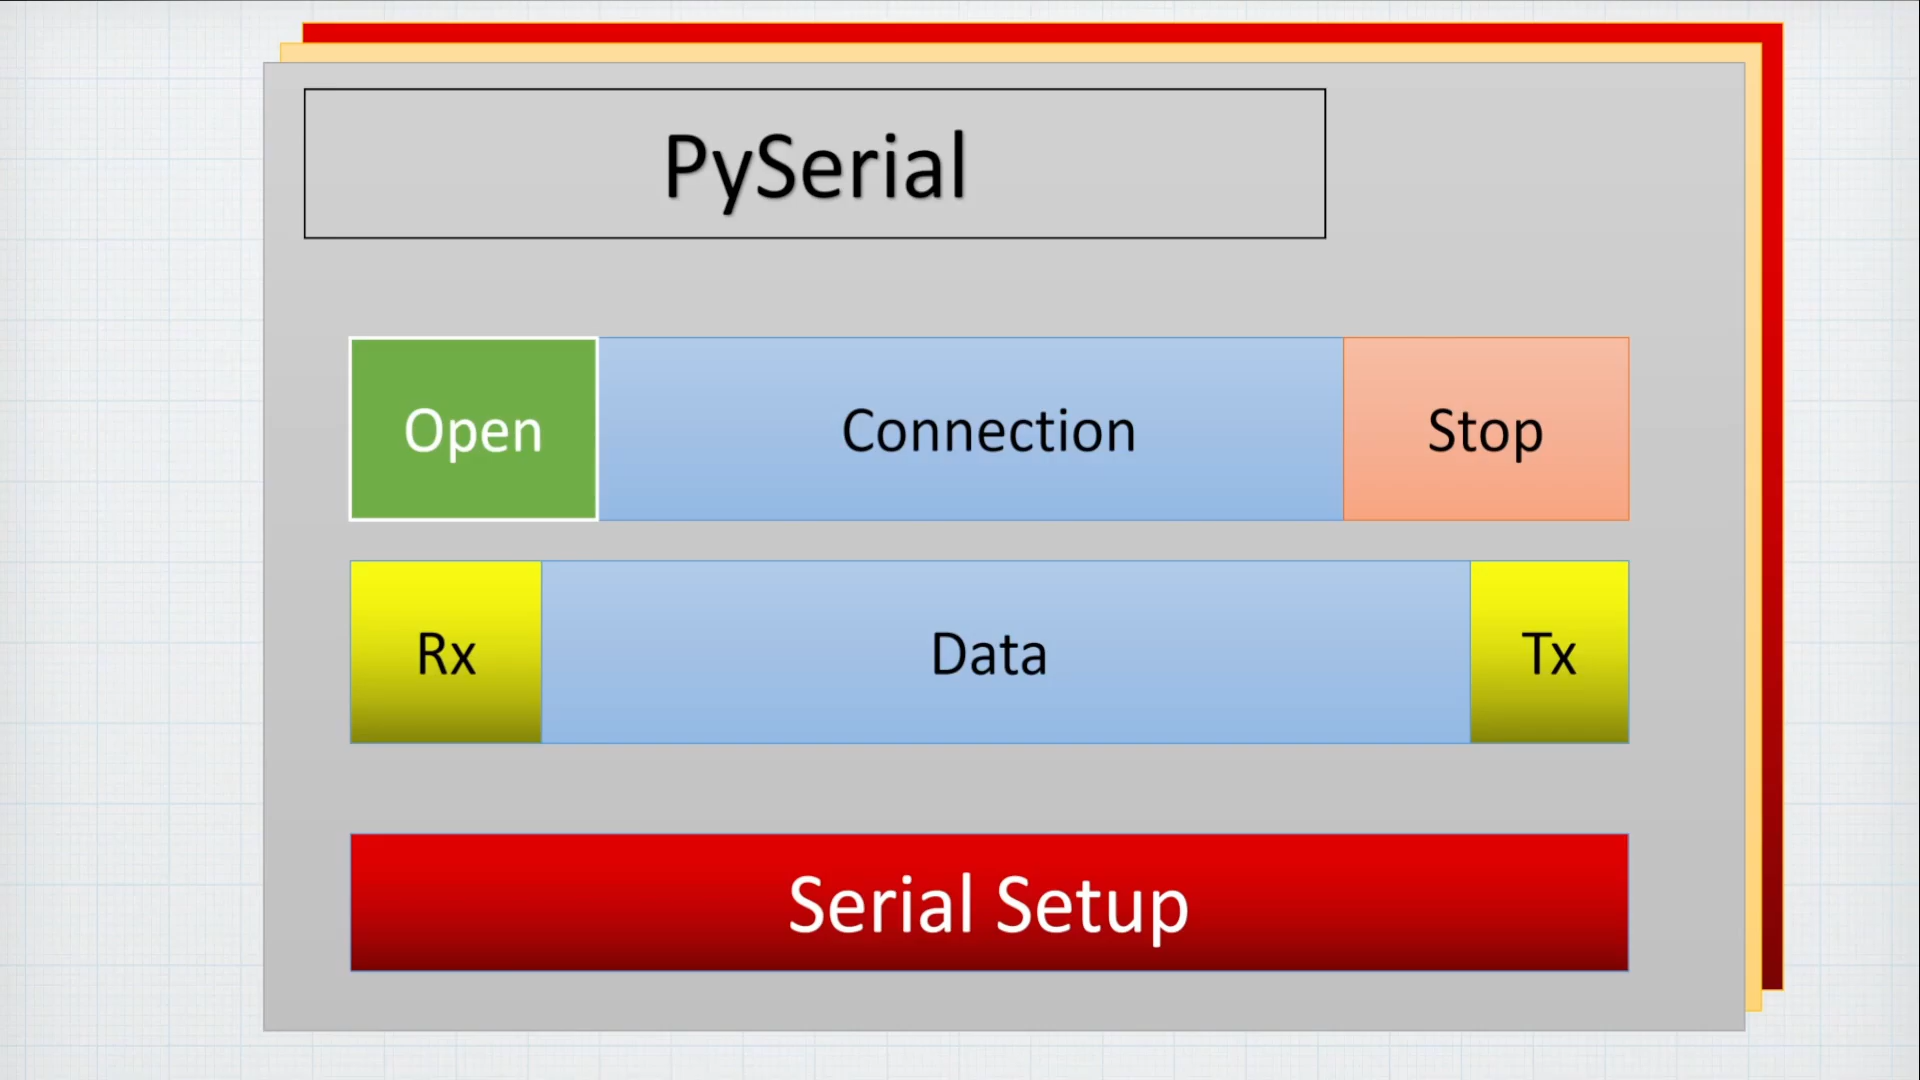 PySerial
Open Connection Stop
Rx Data Tx
Serial Setup